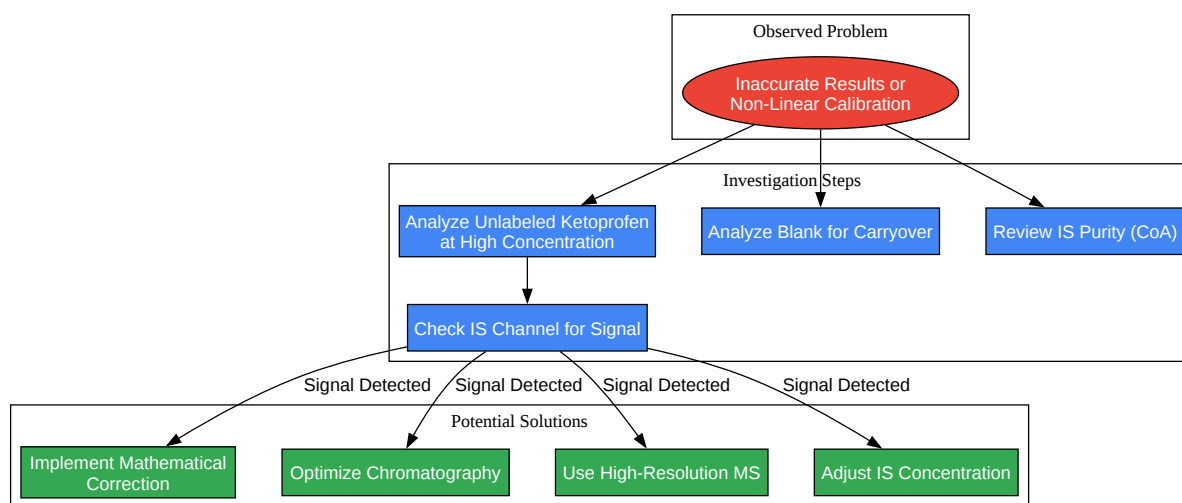 Observed Problem
Inaccurate Results or
Non-Linear Calibration
Investigation Steps
Analyze Unlabeled Ketoprofen
at High Concentration
Analyze Blank for Carryover
Review IS Purity (CoA)
Check IS Channel for Signal
Signal Detected
Signal Detected
Signal Detected
Signal Detected
Potential Solutions
Implement Mathematical
Correction
Optimize Chromatography
Use High-Resolution MS
Adjust IS Concentration